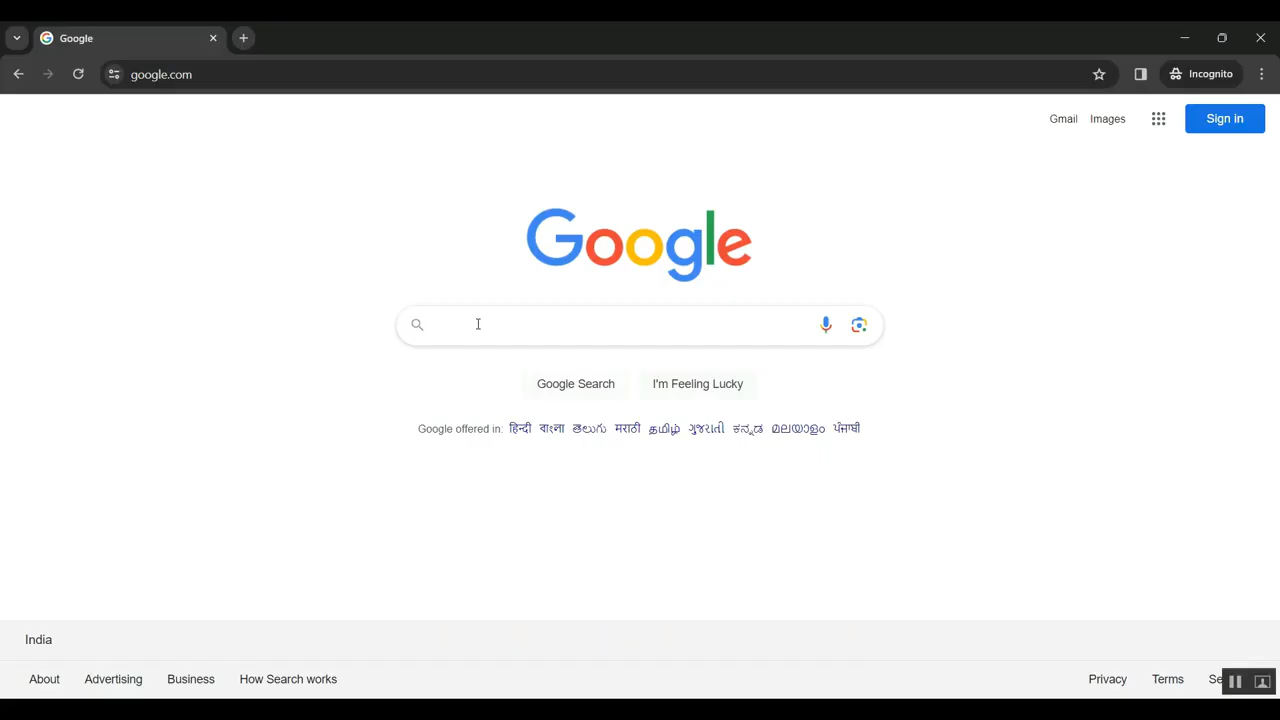 Google
google.com
Incognito
Gmail Images Sign in
Google
Google Search I'm Feeling Lucky
Google offered in: हिन्दी বাংলা తెలుగు मराठी தமிழ் ગુજરાતી ಕನ್ನಡ മലയാളം ਪੰਜਾਬੀ
India
About Advertising Business How Search works Privacy Terms Se